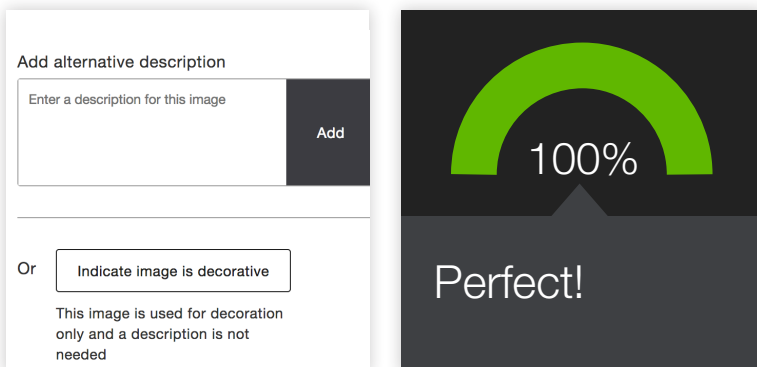 Add alternative description
Enter a description for this image
Add
Or
Indicate image is decorative
This image is used for decoration
only and a description is not
needed
100%
Perfect!